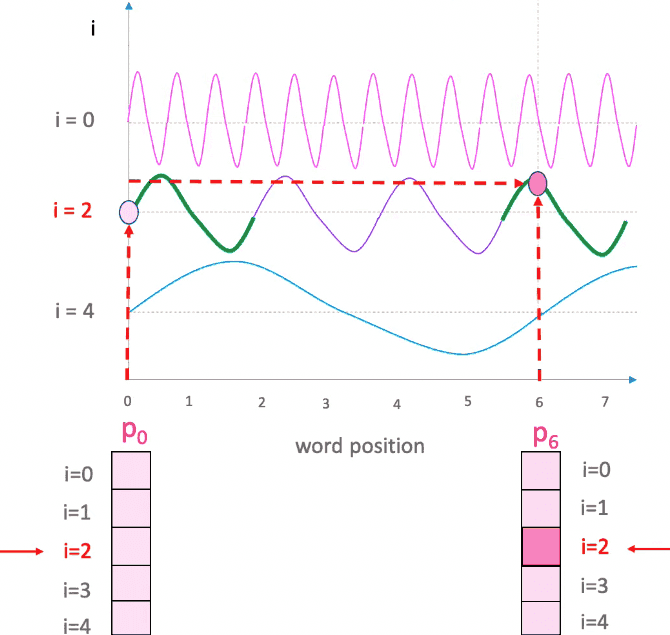 i
i = 0
i = 2
i = 4
0 1 2 3 4 5 6 7
p0 p6
word position
i=0 i=0
i=1 i=1
i=2 i=2
i=3 i=3
i=4 i=4